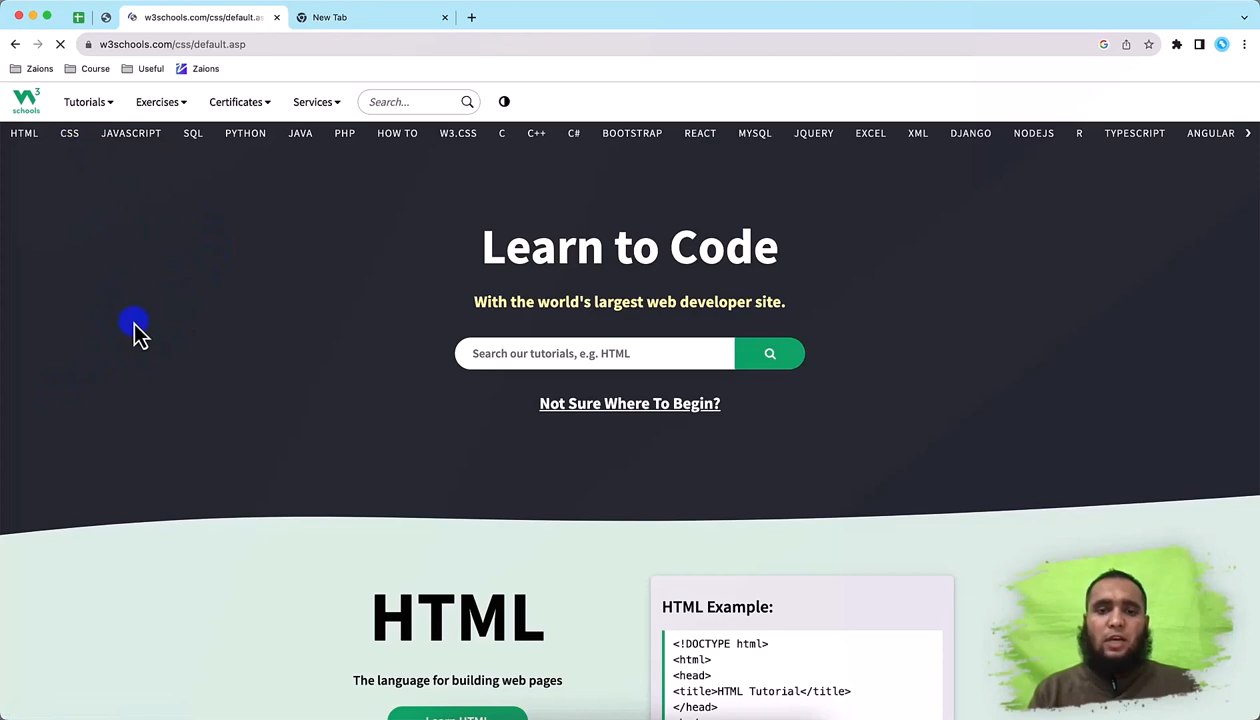 w3schools.com/css/default.as
New Tab
w3schools.com/css/default.asp
Zaions
Course
Useful
Zaions
W3 schools
Tutorials
Exercises
Certificates
Services
Search...
HTML CSS JAVASCRIPT SQL PYTHON JAVA PHP HOW TO W3.CSS C C++ C# BOOTSTRAP REACT MYSQL JQUERY EXCEL XML DJANGO NODEJS R TYPESCRIPT ANGULAR
Learn to Code
With the world's largest web developer site.
Search our tutorials, e.g. HTML
Not Sure Where To Begin?
HTML
The language for building web pages
Learn HTML
HTML Example:
<!DOCTYPE html>
<html>
<head>
<title>HTML Tutorial</title>
</head>